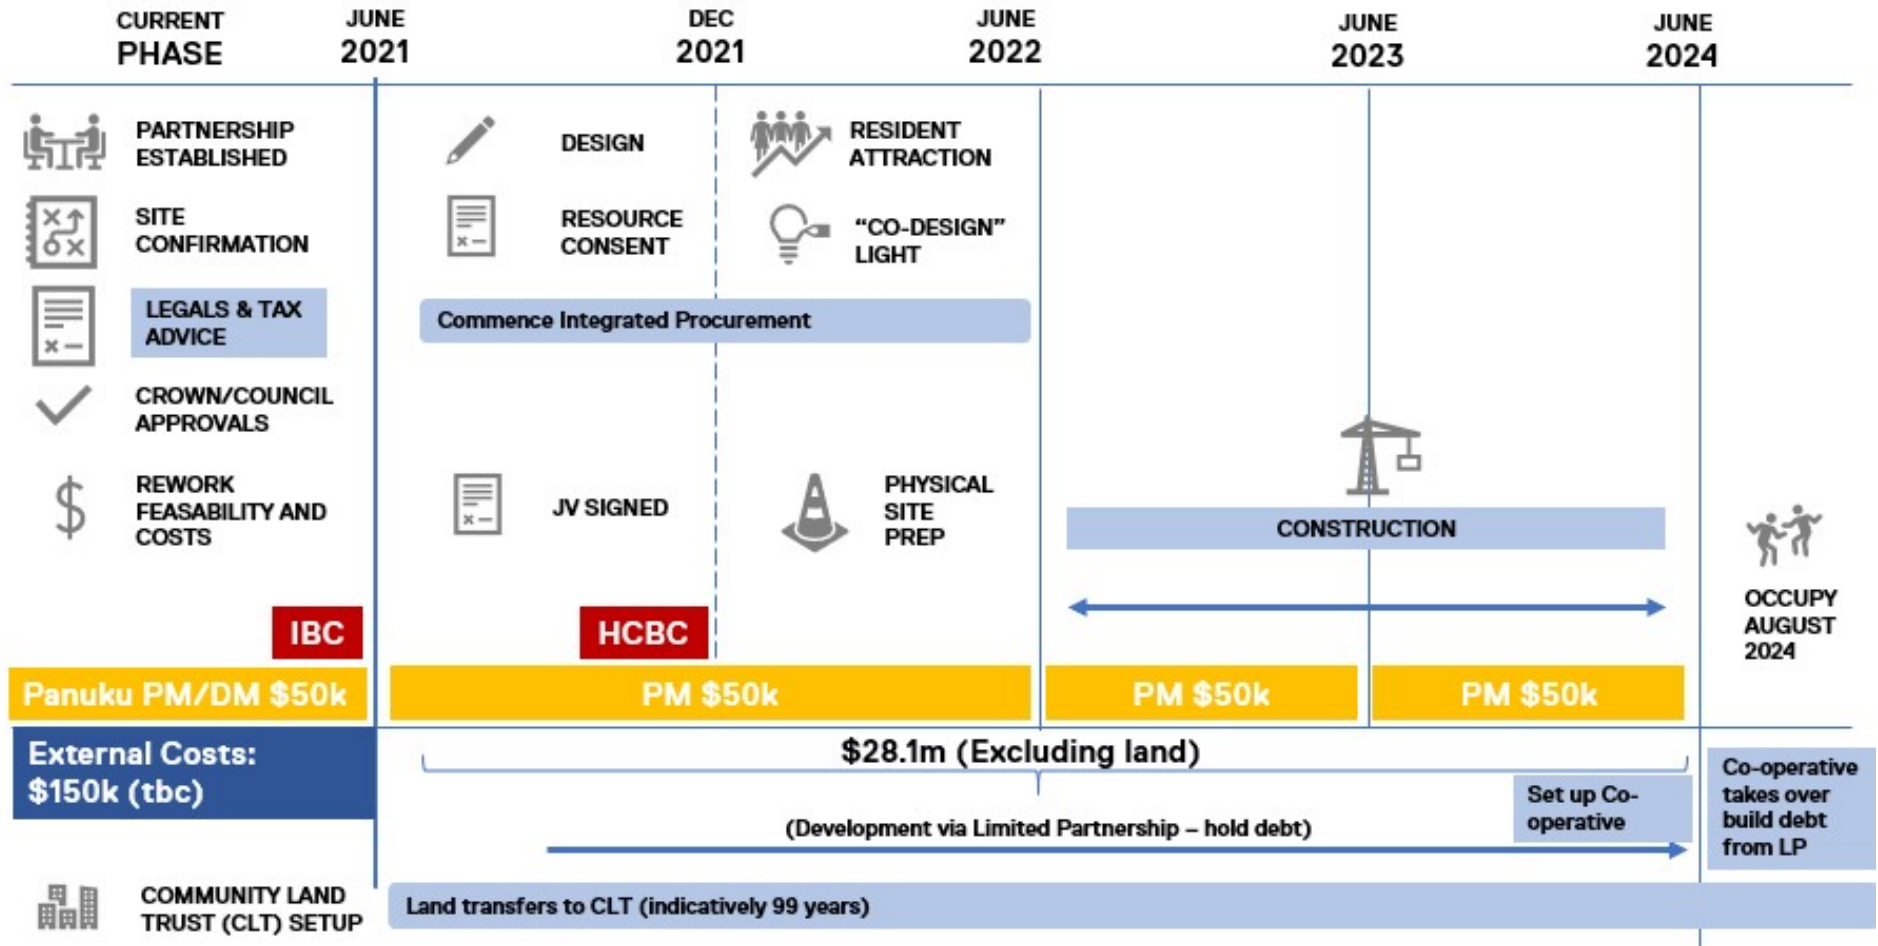 CURRENT
PHASE
JUNE
2021
DEC
2021
JUNE
2022
JUNE
2023
JUNE
2024
PARTNERSHIP
ESTABLISHED
SITE
CONFIRMATION
LEGALS & TAX
ADVICE
CROWN/COUNCIL
APPROVALS
REWORK
FEASABILITY AND
COSTS
DESIGN
RESOURCE
CONSENT
RESIDENT
ATTRACTION
“CO-DESIGN”
LIGHT
Commence Integrated Procurement
JV SIGNED
PHYSICAL
SITE
PREP
CONSTRUCTION
OCCUPY
AUGUST
2024
IBC
HCBC
Panuku PM/DM $50k
PM $50k
PM $50k
PM $50k
External Costs:
$150k (tbc)
$28.1m (Excluding land)
(Development via Limited Partnership – hold debt)
Set up Co-
operative
Co-operative
takes over
build debt
from LP
COMMUNITY LAND
TRUST (CLT) SETUP
Land transfers to CLT (indicatively 99 years)